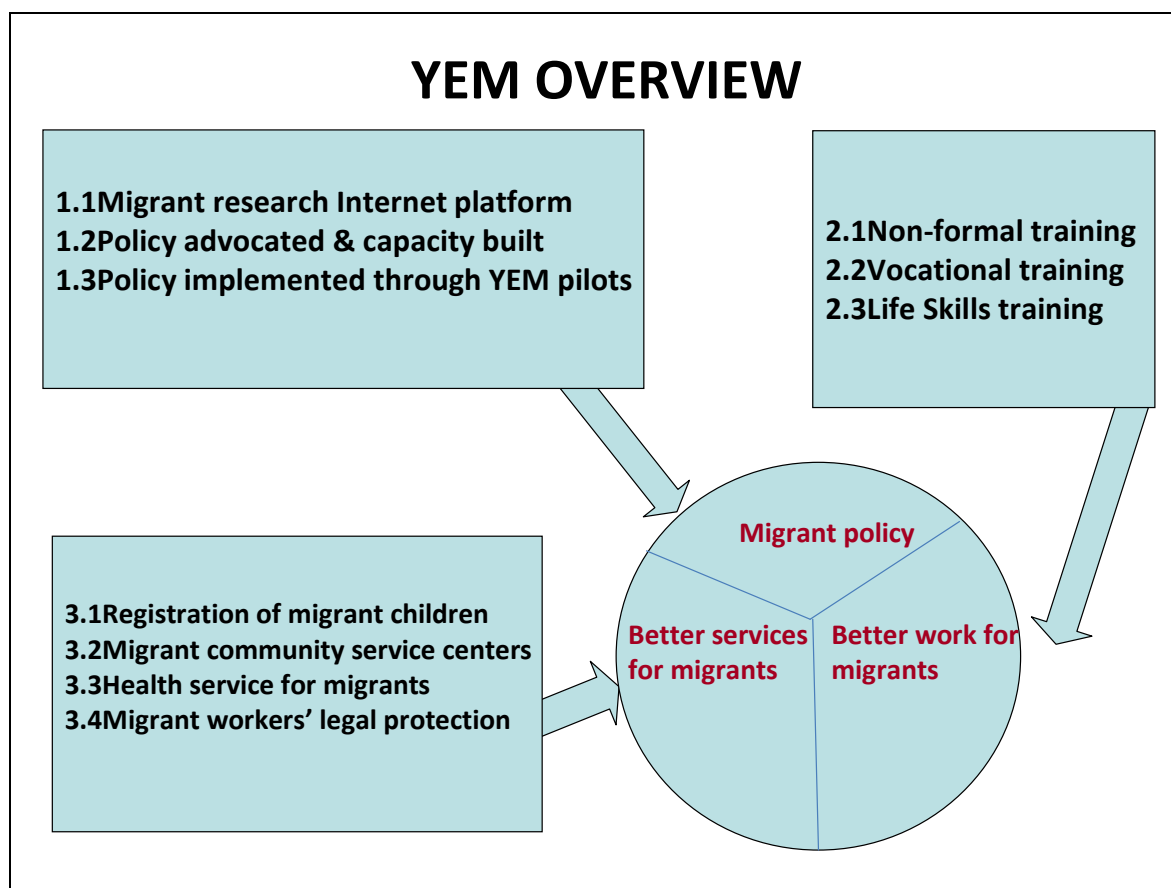 YEM OVERVIEW
1.1Migrant research Internet platform
1.2Policy advocated & capacity built
1.3Policy implemented through YEM pilots
2.1Non-formal training
2.2Vocational training
2.3Life Skills training
Migrant policy
Better services
for migrants
Better work for
migrants
3.1Registration of migrant children
3.2Migrant community service centers
3.3Health service for migrants
3.4Migrant workers’ legal protection